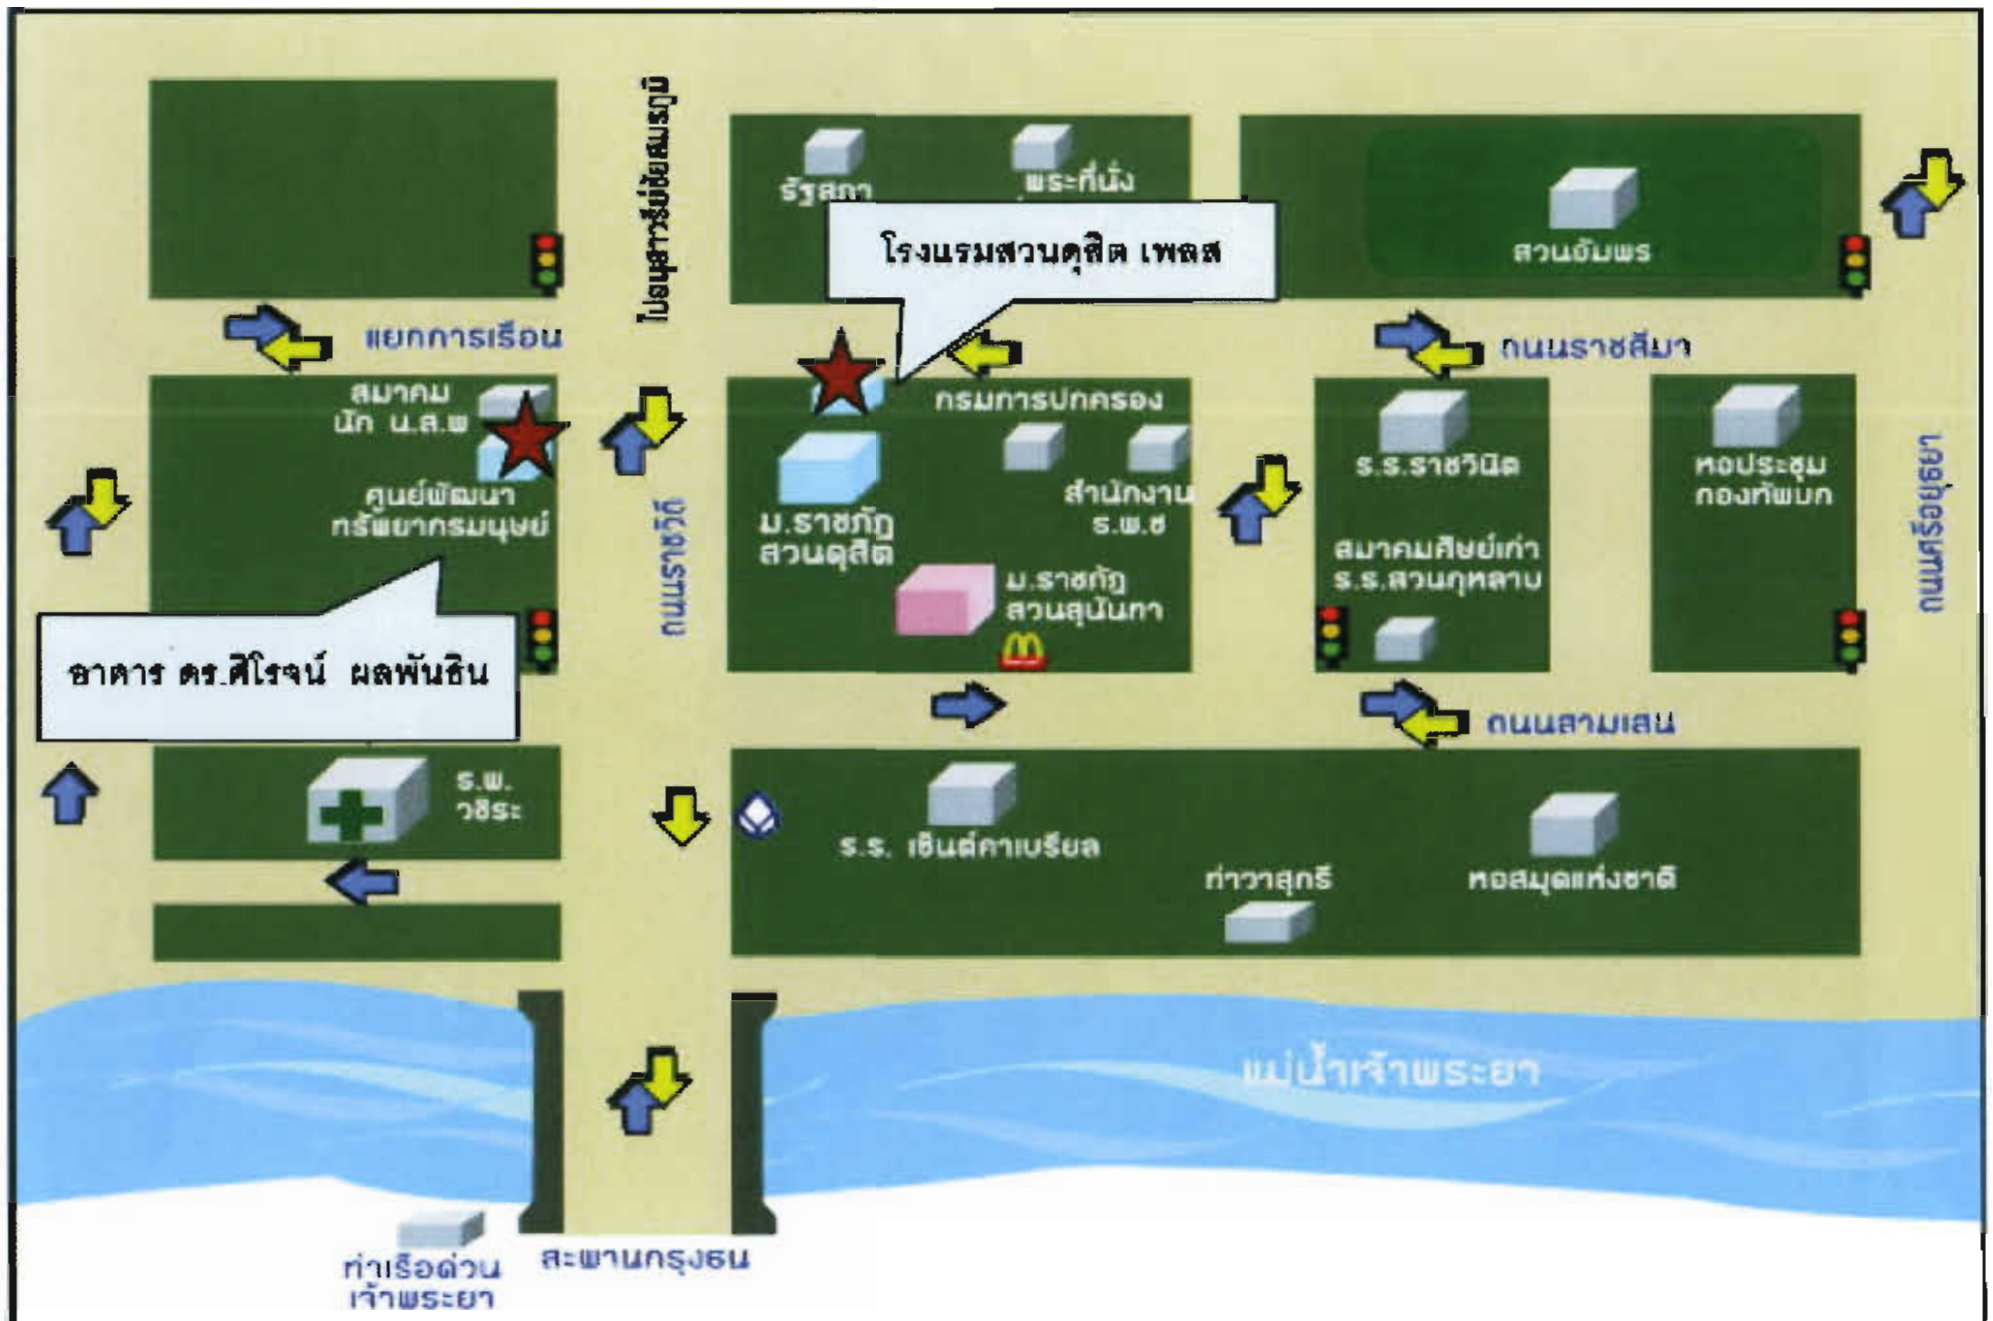 ไปอนุสาวรีย์ชัยสมรภูมิ
รัฐสภา
พระที่นั่ง
โรงแรมสวนดุสิต เพลส
สวนอัมพร
แยกการเรือน
ถนนราชสีมา
สมาคม
นัก น.ส.พ
กรมการปกครอง
ศูนย์พัฒนา
ทรัพยากรมนุษย์
ถนนราชวิถี
ม.ราชภัฏ
สวนดุสิต
สำนักงาน
ร.พ.ช
ร.ร.ราชวินิต
หอประชุม
กองทัพบก
ถนนศรีอยุธยา
สมาคมศิษย์เก่า
ร.ร.สวนกุหลาบ
ม.ราชภัฏ
สวนสุนันทา
อาคาร ดร.ศิโรจน์ ผลพันธิน
ถนนสามเสน
ร.พ.
วชิระ
ร.ร. เซ็นต์คาเบรียล
ท่าวาสุกรี
หอสมุดแห่งชาติ
แม่น้ำเจ้าพระยา
ท่าเรือด่วน
เจ้าพระยา
สะพานกรุงธน